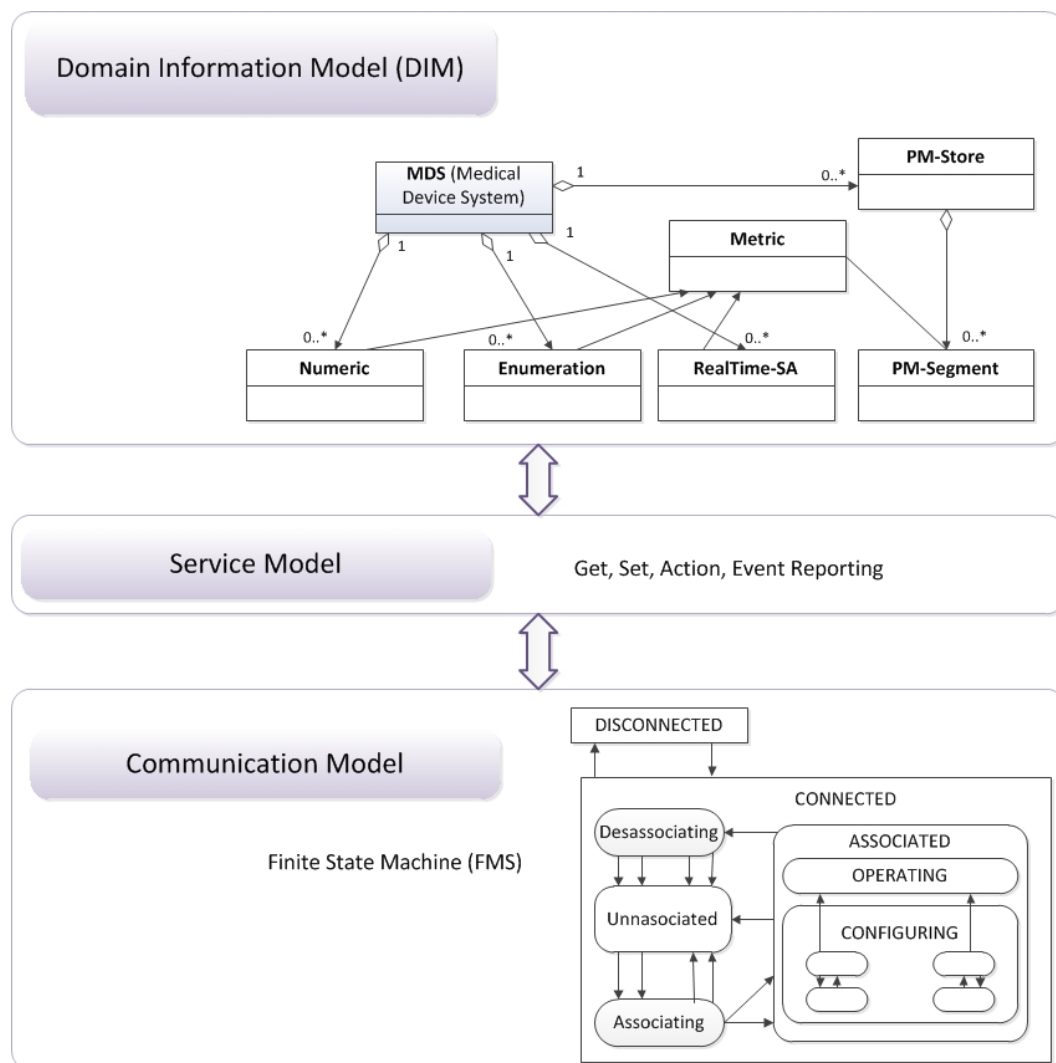 Domain Information Model (DIM)
MDS (Medical
Device System)
1
0..*
PM-Store
1
1
1
Metric
0..*
0..*
0..*
0..*
Numeric
Enumeration
RealTime-SA
PM-Segment
Service Model
Get, Set, Action, Event Reporting
Communication Model
Finite State Machine (FMS)
DISCONNECTED
CONNECTED
Desassociating
ASSOCIATED
OPERATING
Unnasociated
CONFIGURING
Associating